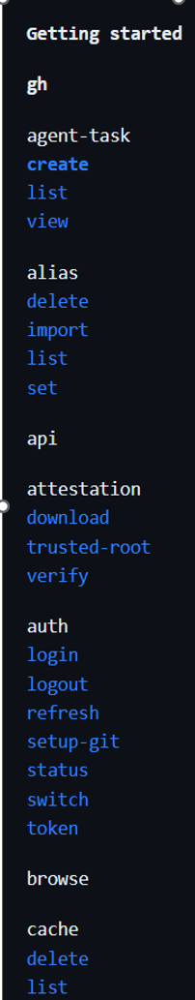 Getting started
gh
agent-task
create
list
view
alias
delete
import
list
set
api
attestation
download
trusted-root
verify
auth
login
logout
refresh
setup-git
status
switch
token
browse
cache
delete
list